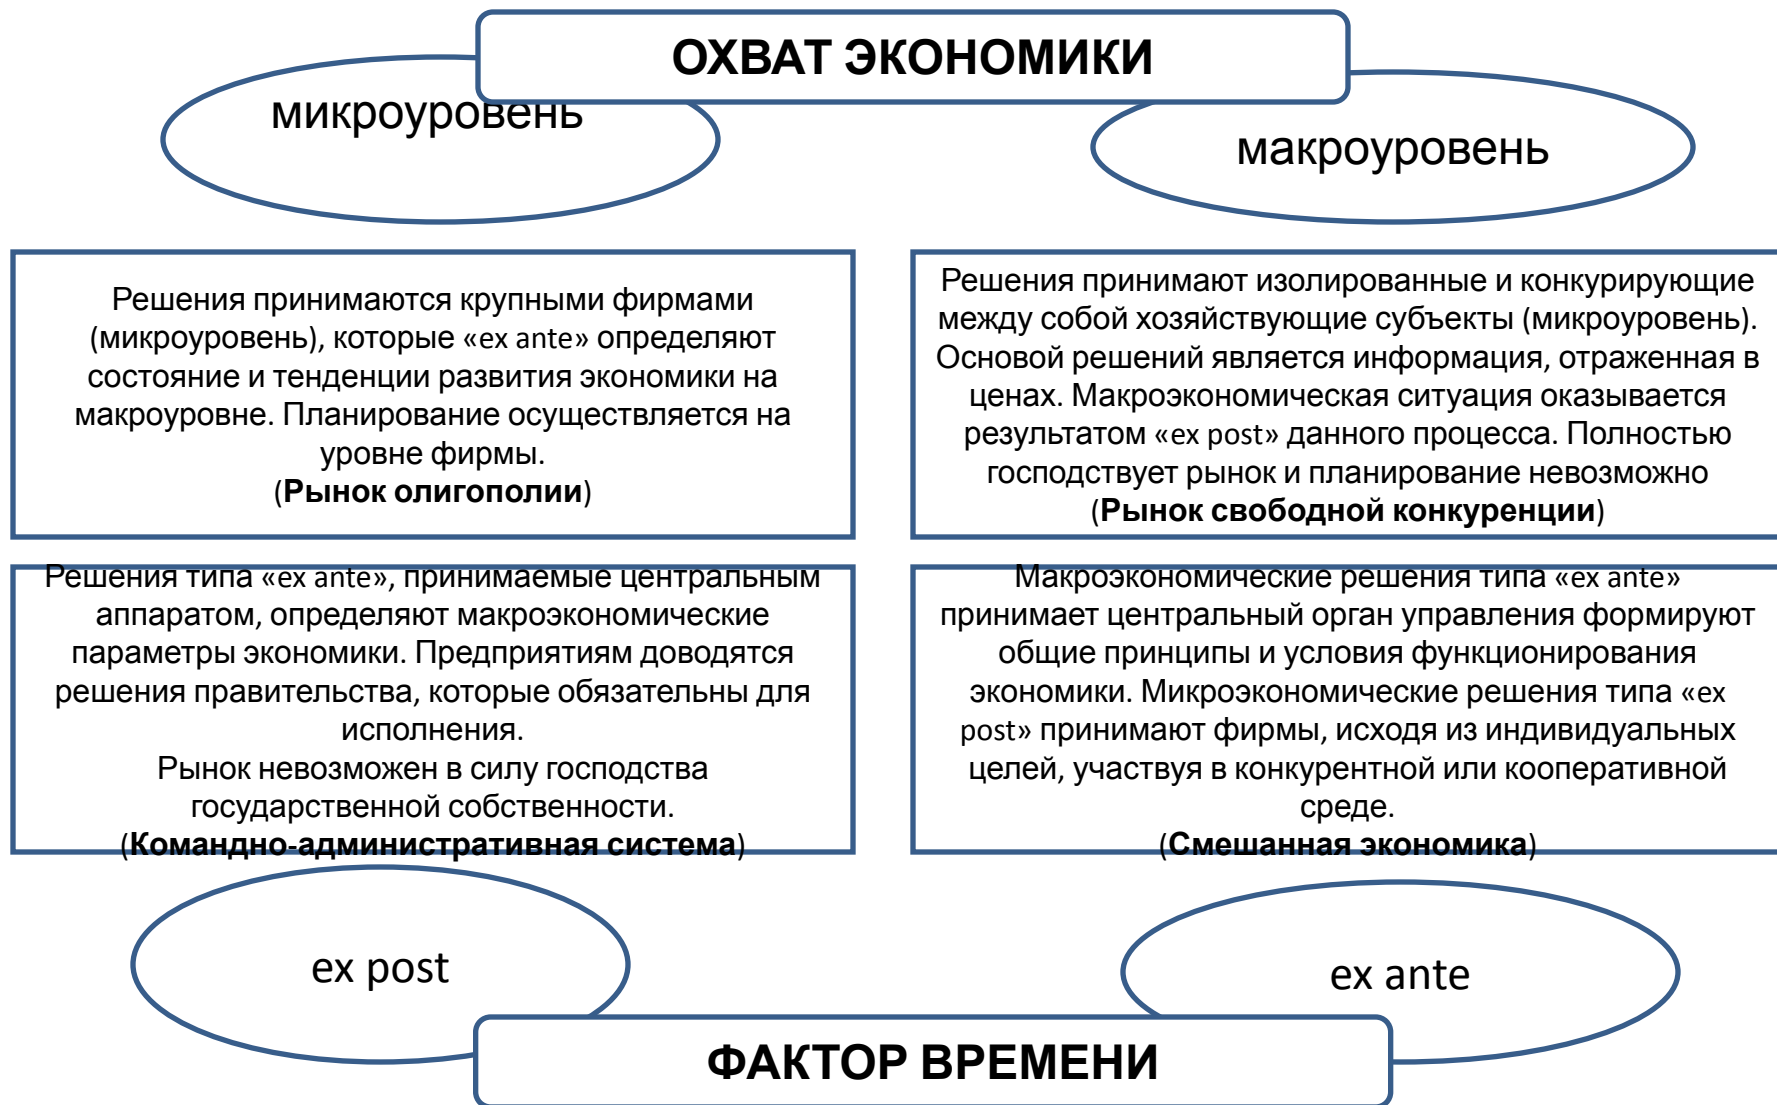 ОХВАТ ЭКОНОМИКИ
микроуровень
макроуровень
Решения принимаются крупными фирмами
(микроуровень), которые «ex ante» определяют
состояние и тенденции развития экономики на
макроуровне. Планирование осуществляется на
уровне фирмы.
(Рынок олигополии)
Решения принимают изолированные и конкурирующие
между собой хозяйствующие субъекты (микроуровень).
Основой решений является информация, отраженная в
ценах. Макроэкономическая ситуация оказывается
результатом «ex post» данного процесса. Полностью
господствует рынок и планирование невозможно
(Рынок свободной конкуренции)
Решения типа «ex ante», принимаемые центральным
аппаратом, определяют макроэкономические
параметры экономики. Предприятиям доводятся
решения правительства, которые обязательны для
исполнения.
Рынок невозможен в силу господства
государственной собственности.
(Командно-административная система)
Макроэкономические решения типа «ex ante»
принимает центральный орган управления формируют
общие принципы и условия функционирования
экономики. Микроэкономические решения типа «ex
post» принимают фирмы, исходя из индивидуальных
целей, участвуя в конкурентной или кооперативной
среде.
(Смешанная экономика)
ex post
ex ante
ФАКТОР ВРЕМЕНИ